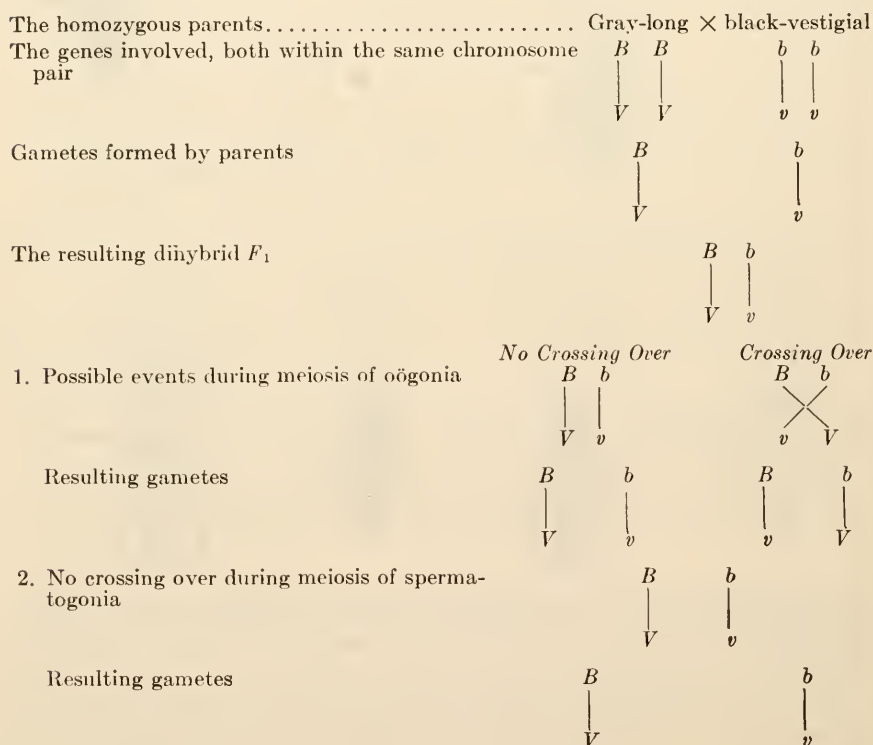 The homozygous parents.......................... Gray-long × black-vestigial
The genes involved, both within the same chromosome
pair
B B b b
V V v v
Gametes formed by parents
B b
V v
The resulting dihybrid F1
B b
V v
No Crossing Over Crossing Over
1. Possible events during meiosis of oögonia
B b B b
V v v V
Resulting gametes
B b B b
V v v V
2. No crossing over during meiosis of sperma-
togonia
B b
V v
Resulting gametes
B b
V v